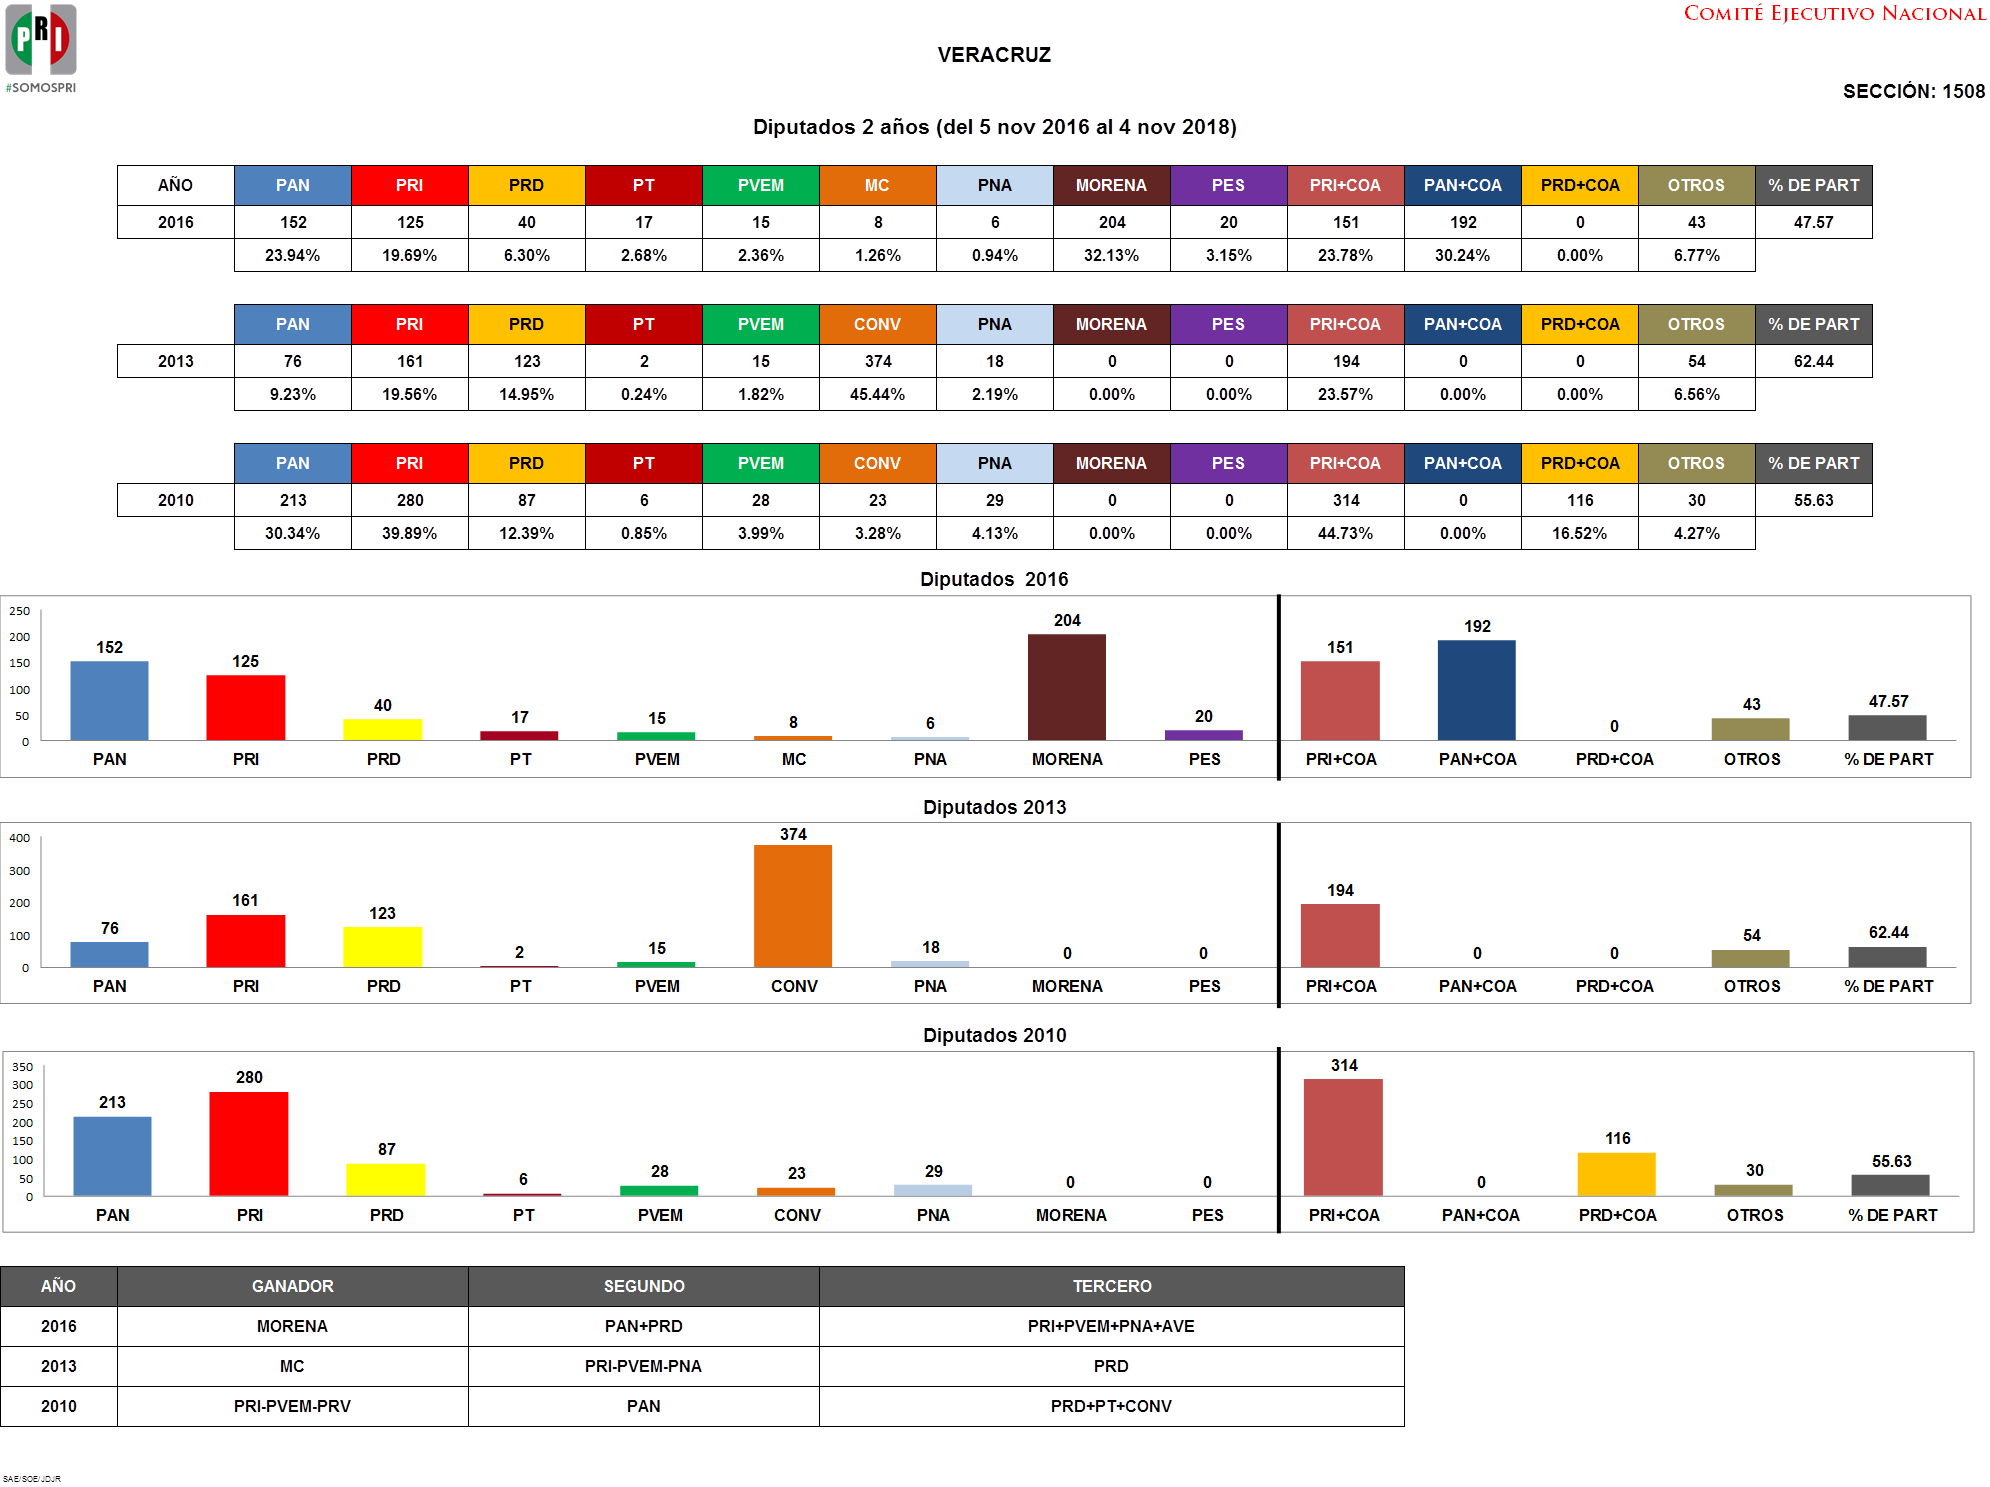 PRI
#SOMOSPRI
COMITÉ EJECUTIVO NACIONAL
VERACRUZ
SECCIÓN: 1508
Diputados 2 años (del 5 nov 2016 al 4 nov 2018)
AÑO PAN PRI PRD PT PVEM MC PNA MORENA PES PRI+COA PAN+COA PRD+COA OTROS % DE PART
2016 152 125 40 17 15 8 6 204 20 151 192 0 43 47.57
23.94% 19.69% 6.30% 2.68% 2.36% 1.26% 0.94% 32.13% 3.15% 23.78% 30.24% 0.00% 6.77%
PAN PRI PRD PT PVEM CONV PNA MORENA PES PRI+COA PAN+COA PRD+COA OTROS % DE PART
2013 76 161 123 2 15 374 18 0 0 194 0 0 54 62.44
9.23% 19.56% 14.95% 0.24% 1.82% 45.44% 2.19% 0.00% 0.00% 23.57% 0.00% 0.00% 6.56%
PAN PRI PRD PT PVEM CONV PNA MORENA PES PRI+COA PAN+COA PRD+COA OTROS % DE PART
2010 213 280 87 6 28 23 29 0 0 314 0 116 30 55.63
30.34% 39.89% 12.39% 0.85% 3.99% 3.28% 4.13% 0.00% 0.00% 44.73% 0.00% 16.52% 4.27%
Diputados 2016
250
200
150
100
50
0
152 125 40 17 15 8 6 204 20 151 192 0 43 47.57
PAN PRI PRD PT PVEM MC PNA MORENA PES PRI+COA PAN+COA PRD+COA OTROS % DE PART
Diputados 2013
400
300
200
100
0
76 161 123 2 15 374 18 0 0 194 0 0 54 62.44
PAN PRI PRD PT PVEM CONV PNA MORENA PES PRI+COA PAN+COA PRD+COA OTROS % DE PART
Diputados 2010
350
300
250
200
150
100
50
0
213 280 87 6 28 23 29 0 0 314 0 116 30 55.63
PAN PRI PRD PT PVEM CONV PNA MORENA PES PRI+COA PAN+COA PRD+COA OTROS % DE PART
AÑO GANADOR SEGUNDO TERCERO
2016 MORENA PAN+PRD PRI+PVEM+PNA+AVE
2013 MC PRI-PVEM-PNA PRD
2010 PRI-PVEM-PRV PAN PRD+PT+CONV
SAE/SOE/JDJR